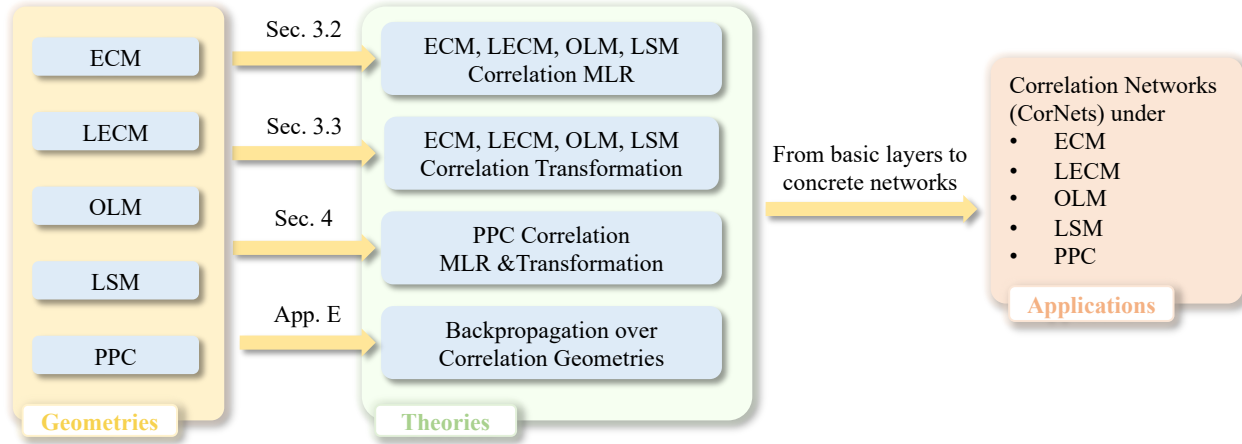 ECM
LECM
OLM
LSM
PPC
Geometries
Sec. 3.2
Sec. 3.3
Sec. 4
App. E
ECM, LECM, OLM, LSM
Correlation MLR
ECM, LECM, OLM, LSM
Correlation Transformation
PPC Correlation
MLR &Transformation
Backpropagation over
Correlation Geometries
Theories
From basic layers to
concrete networks
Correlation Networks
(CorNets) under
• ECM
• LECM
• OLM
• LSM
• PPC
Applications